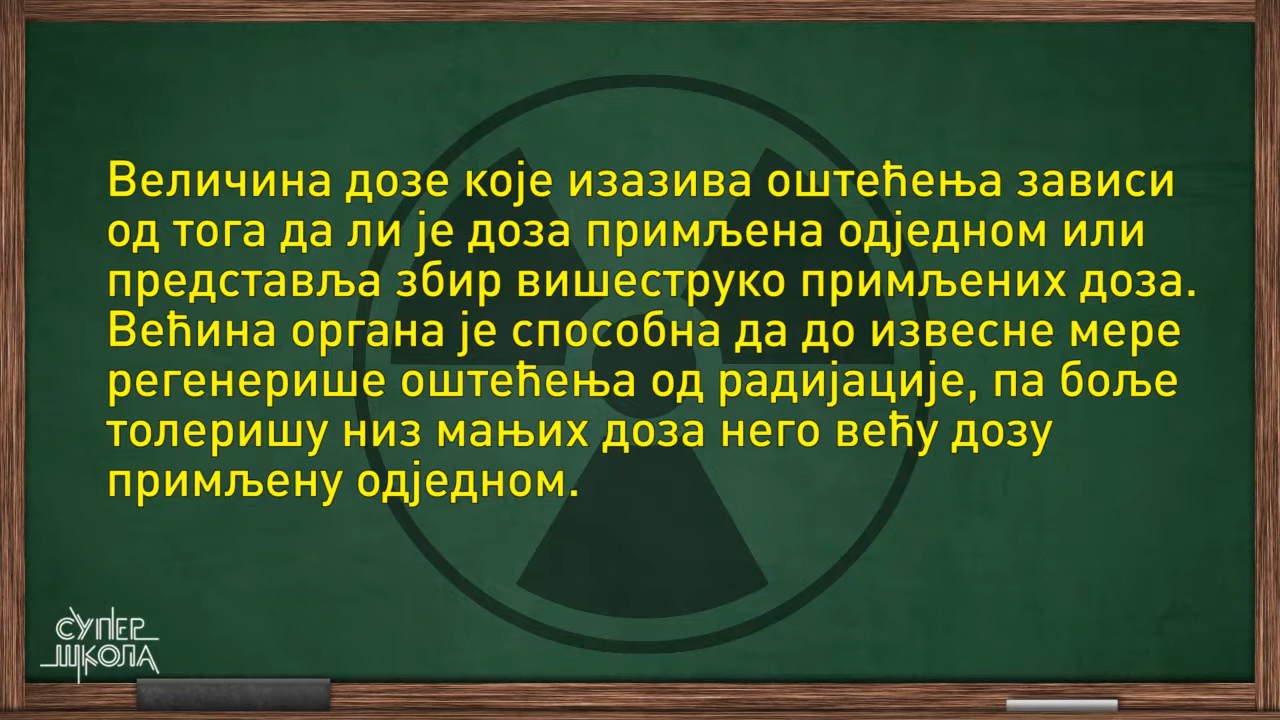 Величина дозе које изазива оштећења зависи
од тога да ли је доза примљена одједном или
представља збир вишеструко примљених доза.
Већина органа је способна да до извесне мере
регенерише оштећења од радијације, па боље
толеришу низ мањих доза него већу дозу
примљену одједном.
СУПЕР
ШКОЛА